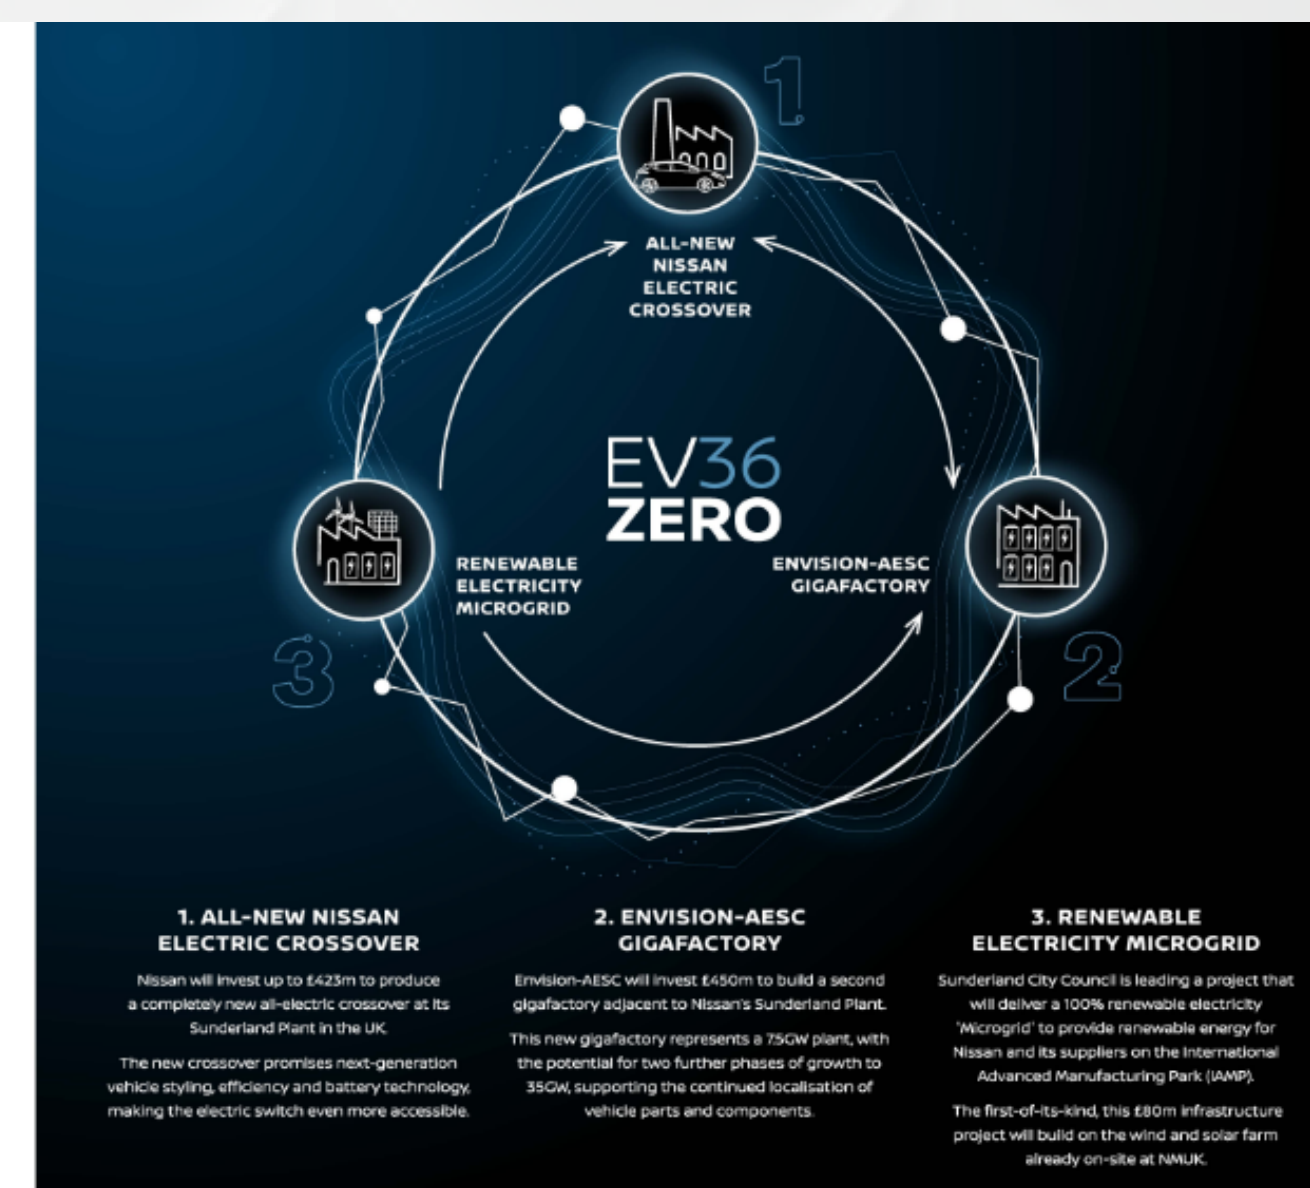 1
ALL-NEW
NISSAN
ELECTRIC
CROSSOVER
EV36
ZERO
RENEWABLE
ELECTRICITY
MICROGRID
ENVISION-AESC
GIGAFACTORY
3
2
1. ALL-NEW NISSAN
ELECTRIC CROSSOVER
Nissan will invest up to £423m to produce
a completely new all-electric crossover at its
Sunderland Plant in the UK.
The new crossover promises next-generation
vehicle styling, efficiency and battery technology,
making the electric switch even more accessible.
2. ENVISION-AESC
GIGAFACTORY
Envision-AESC will invest £450m to build a second
gigafactory adjacent to Nissan's Sunderland Plant.
This new gigafactory represents a 7.5GW plant, with
the potential for two further phases of growth to
35GW, supporting the continued localisation of
vehicle parts and components.
3. RENEWABLE
ELECTRICITY MICROGRID
Sunderland City Council is leading a project that
will deliver a 100% renewable electricity
'Microgrid' to provide renewable energy for
Nissan and its suppliers on the International
Advanced Manufacturing Park (IAMP).
The first-of-its-kind, this £80m infrastructure
project will build on the wind and solar farm
already on-site at NMUK.